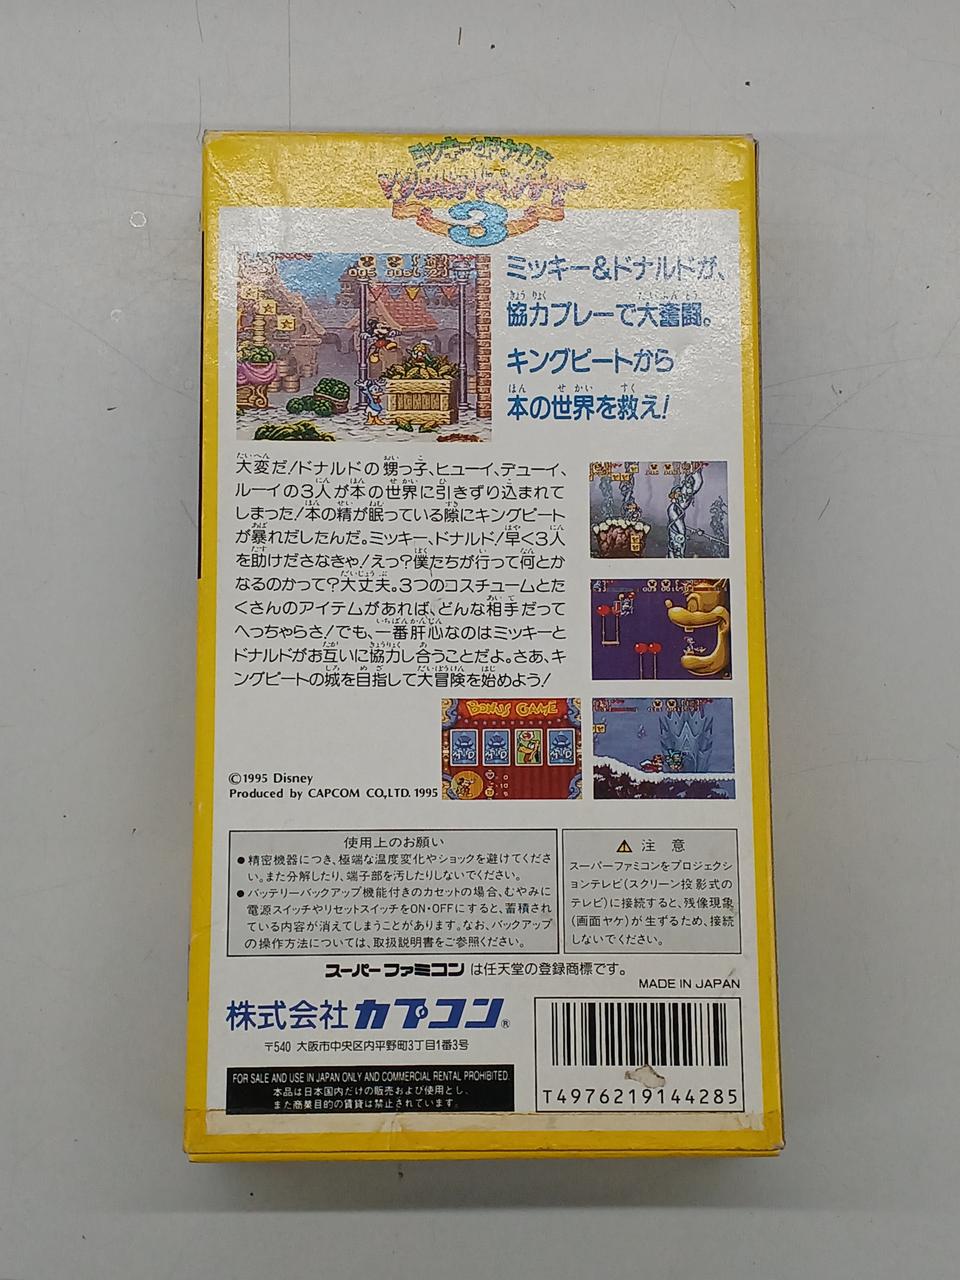 ミッキーとドナルド
マジカルアドベンチャー
3
ミッキー&ドナルドが、
協力プレーで大奮闘。
キングピートから
本の世界を救え!
大変だ!ドナルドの甥っ子、ヒューイ、デューイ、
ルーイの3人が本の世界に引きずり込まれて
しまった!本の精が眠っている隙にキングピート
が暴れだしたんだ。ミッキー、ドナルド!早く3人
を助けださなきゃ!えっ?僕たちが行って何とか
なるのかって?大丈夫。3つのコスチュームとた
くさんのアイテムがあれば、どんな相手だって
へっちゃらさ!でも、一番肝心なのはミッキーと
ドナルドがお互いに協力し合うことだよ。さあ、キ
ングピートの城を目指して大冒険を始めよう!
BONUS GAME
©1995 Disney
Produced by CAPCOM CO.,LTD. 1995
使用上のお願い
●精密機器につき、極端な温度変化やショックを避けてくださ
い。また分解したり、端子部を汚したりしないでください。
●バッテリーバックアップ機能付きのカセットの場合、むやみに
電源スイッチやリセットスイッチをON・OFFにすると、蓄積され
ている内容が消えてしまうことがあります。なお、バックアップ
の操作方法については、取扱説明書をご参照ください。
⚠注意
スーパーファミコンをプロジェクシ
ョンテレビ(スクリーン投影式の
テレビ)に接続すると、残像現象
(画面ヤケ)が生ずるため、接続
しないでください。
スーパーファミコンは任天堂の登録商標です。
MADE IN JAPAN
株式会社カプコン®
〒540 大阪市中央区内平野町3丁目1番3号
FOR SALE AND USE IN JAPAN ONLY AND COMMERCIAL RENTAL PROHIBITED.
本品は日本国内だけの販売および使用とし、
また商業目的の賃貸は禁止されています。
T4976219144285